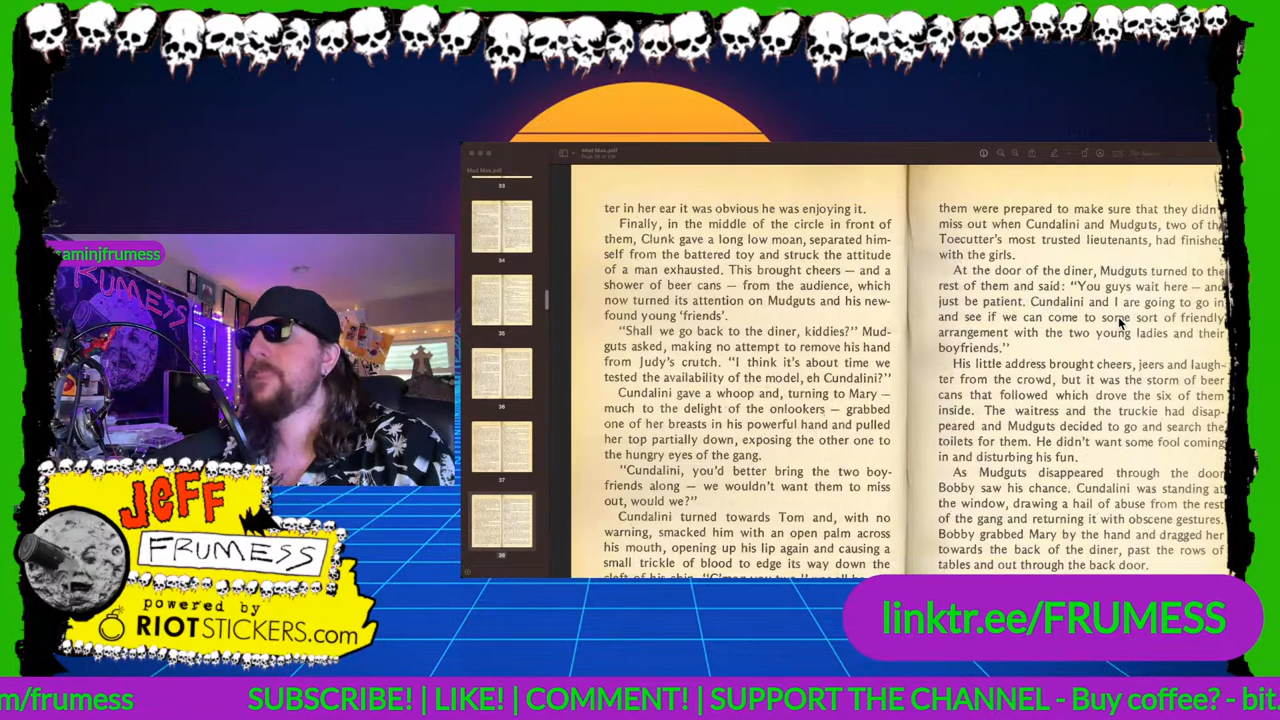 Mad Max.pdf
Mad Max.pdf
33
34
35
36
37
38
ter in her ear it was obvious he was enjoying it.
Finally, in the middle of the circle in front of
them, Clunk gave a long low moan, separated him-
self from the battered toy and struck the attitude
of a man exhausted. This brought cheers — and a
shower of beer cans — from the audience, which
now turned its attention on Mudguts and his new-
found young ‘friends’.
“Shall we go back to the diner, kiddies?” Mud-
guts asked, making no attempt to remove his hand
from Judy’s crutch. “I think it’s about time we
tested the availability of the model, eh Cundalini?”
Cundalini gave a whoop and, turning to Mary —
much to the delight of the onlookers — grabbed
one of her breasts in his powerful hand and pulled
her top partially down, exposing the other one to
the hungry eyes of the gang.
“Cundalini, you’d better bring the two boy-
friends along — we wouldn’t want them to miss
out, would we?”
Cundalini turned towards Tom and, with no
warning, smacked him with an open palm across
his mouth, opening up his lip again and causing a
small trickle of blood to edge its way down the
them were prepared to make sure that they didn’
miss out when Cundalini and Mudguts, two of th
Toecutter’s most trusted lieutenants, had finished
with the girls.
At the door of the diner, Mudguts turned to the
rest of them and said: “You guys wait here — and
just be patient. Cundalini and I are going to go in
and see if we can come to some sort of friendly
arrangement with the two young ladies and their
boyfriends.”
His little address brought cheers, jeers and laugh-
ter from the crowd, but it was the storm of beer
cans that followed which drove the six of them
inside. The waitress and the truckie had disap-
peared and Mudguts decided to go and search the
toilets for them. He didn’t want some fool coming
in and disturbing his fun.
As Mudguts disappeared through the door
Bobby saw his chance. Cundalini was standing at
the window, drawing a hail of abuse from the rest
of the gang and returning it with obscene gestures.
Bobby grabbed Mary by the hand and dragged her
towards the back of the diner, past the rows of
tables and out through the back door.
raminjfrumess
FRUMESS
JEFF
FRUMESS
powered by
RIOTSTICKERS.com
linktr.ee/FRUMESS
m/frumess SUBSCRIBE! | LIKE! | COMMENT! | SUPPORT THE CHANNEL - Buy coffee? - bit.